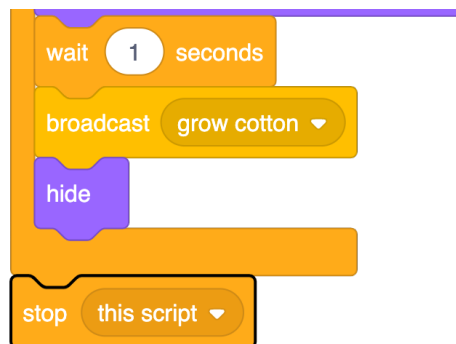 wait 1 seconds
broadcast grow cotton
hide
stop this script